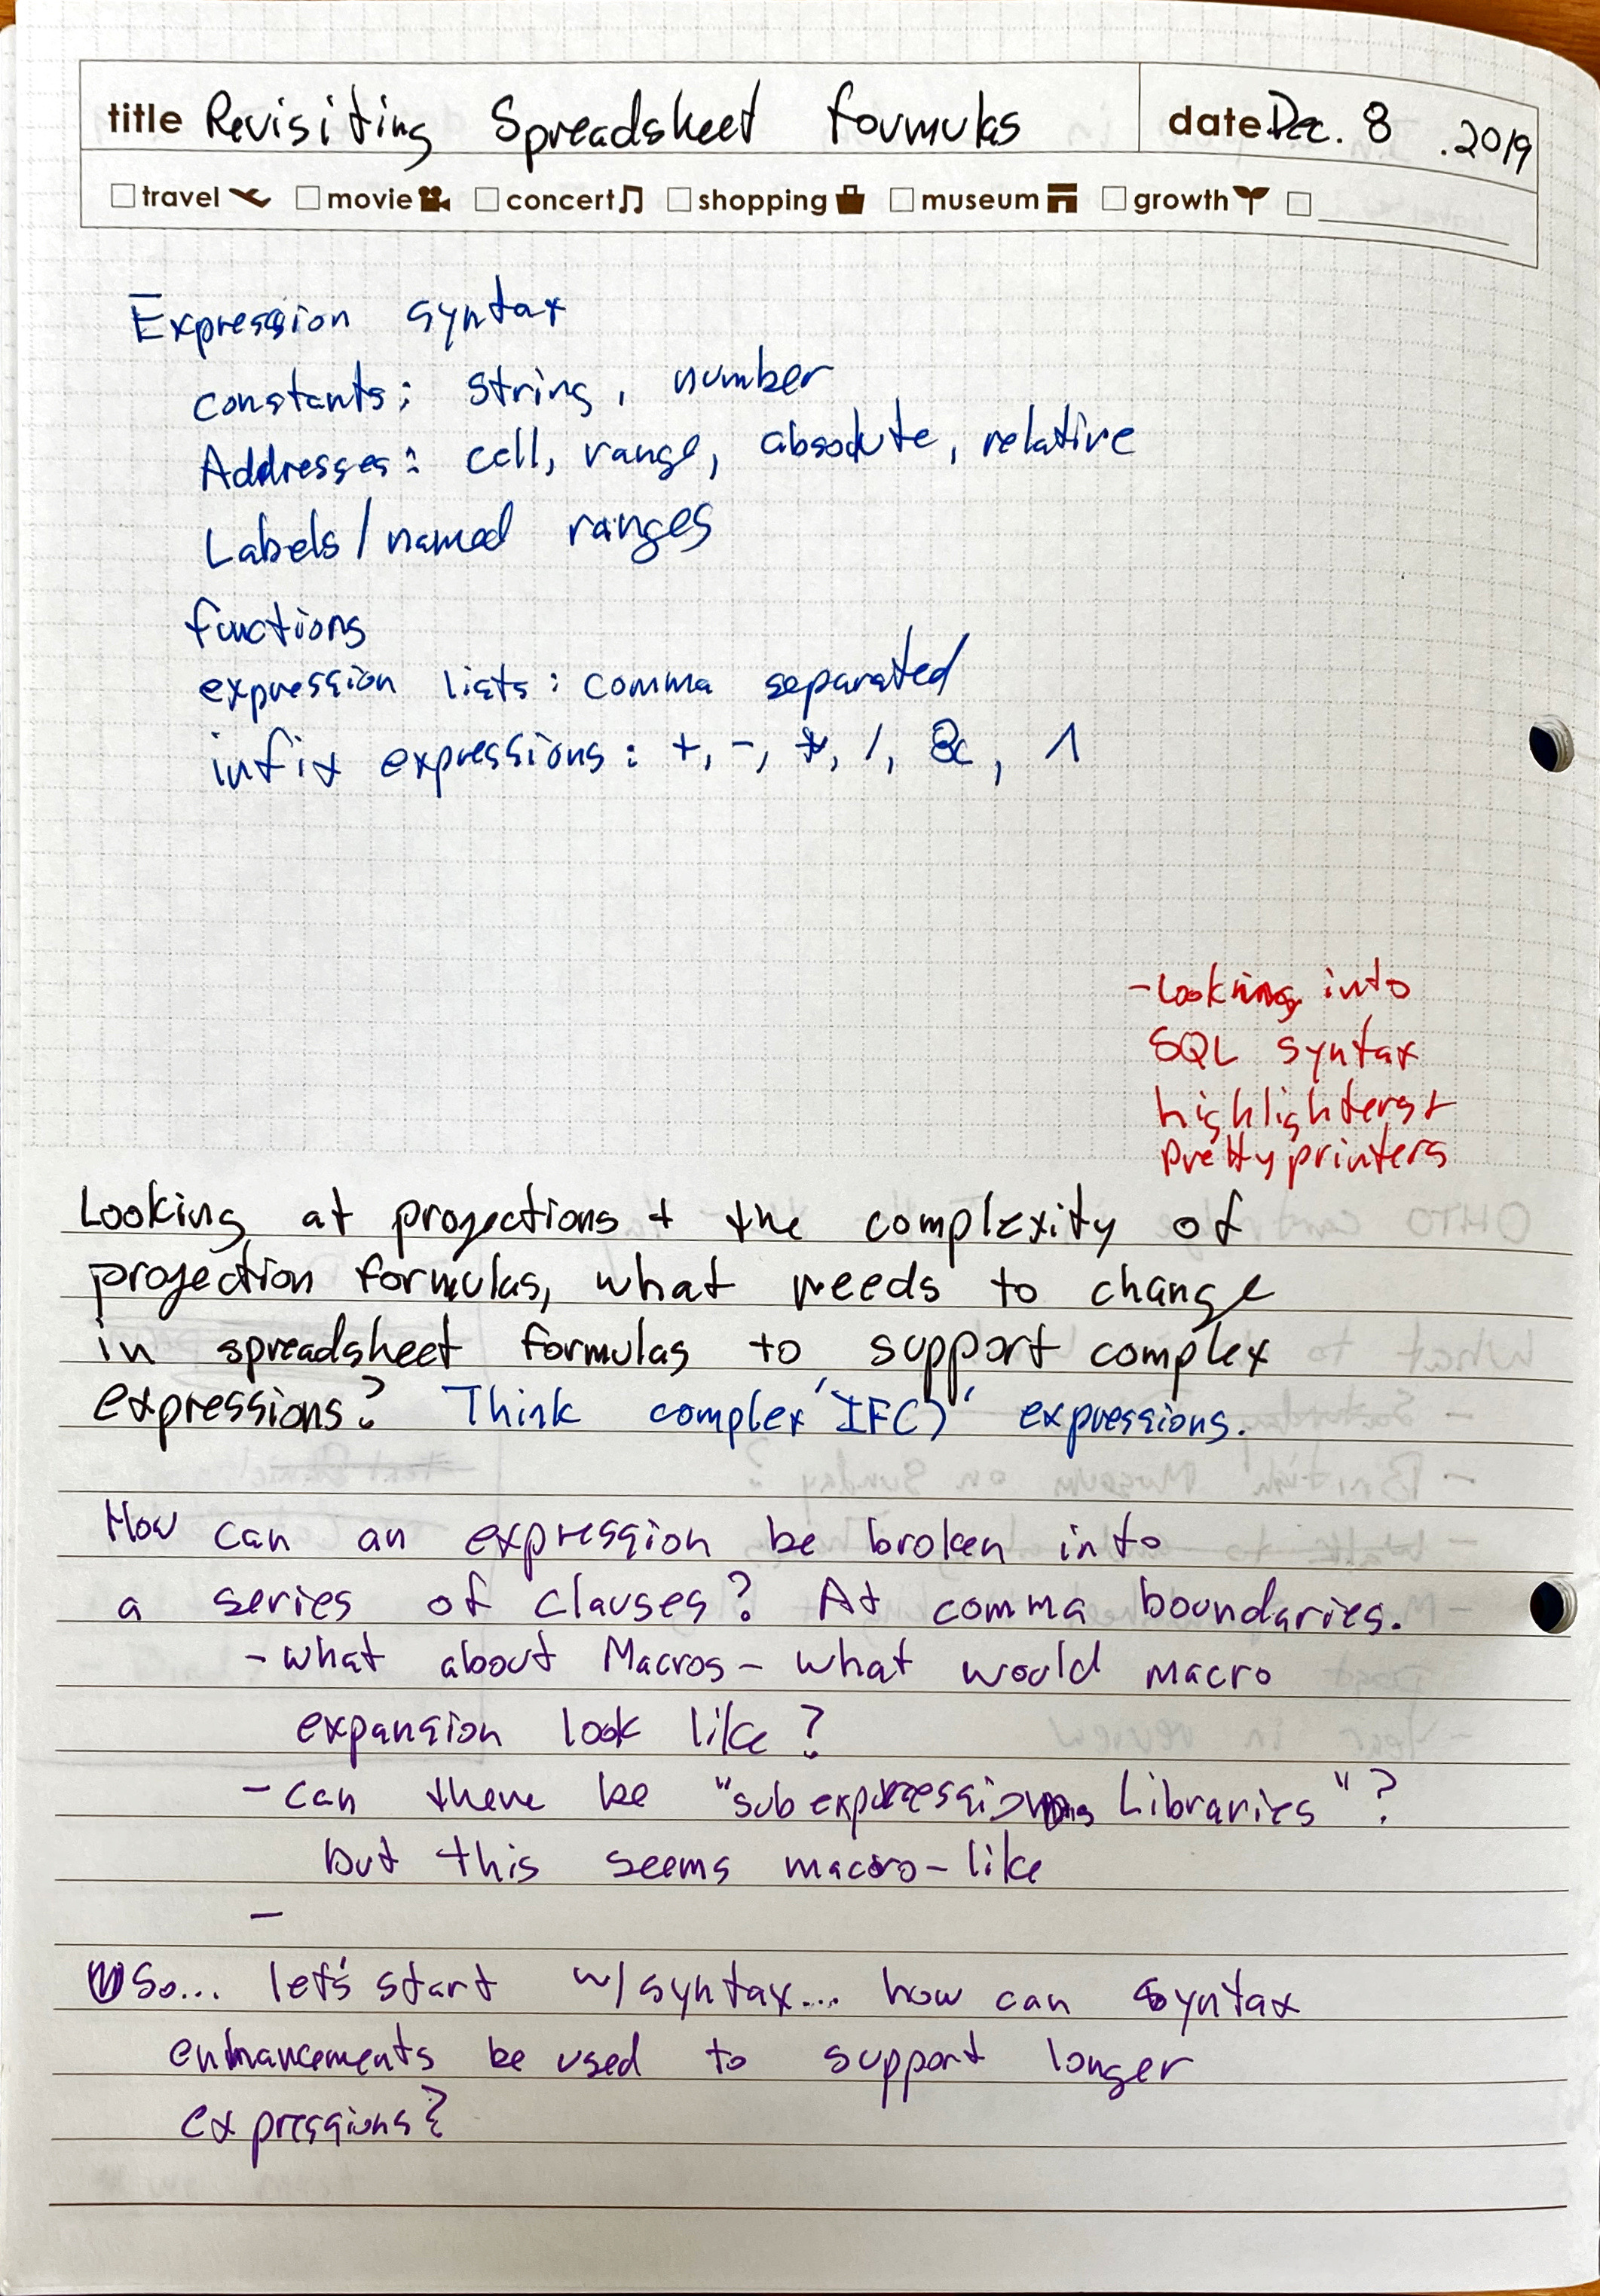 title Revisiting Spreadsheet formulas date Dec. 8 .2019
travel movie concert shopping museum growth
Expression syntax
constants: string, number
Addresses: cell, range, absolute, relative
Labels/named ranges
functions
expression lists: comma separated
infix expressions: +, -, *, /, &, ^
- Looking into
SQL syntax
highlighters +
pretty printers
Looking at projections + the complexity of
projection formulas, what needs to change
in spreadsheet formulas to support complex
expressions? Think complex 'IF()' expressions.
How can an expression be broken into
a series of clauses? At comma boundaries.
- what about Macros - what would macro
expansion look like?
- can there be "subexpressions Libraries"?
but this seems macro-like
-
So... let's start w/ syntax... how can syntax
enhancements be used to support longer
expressions?